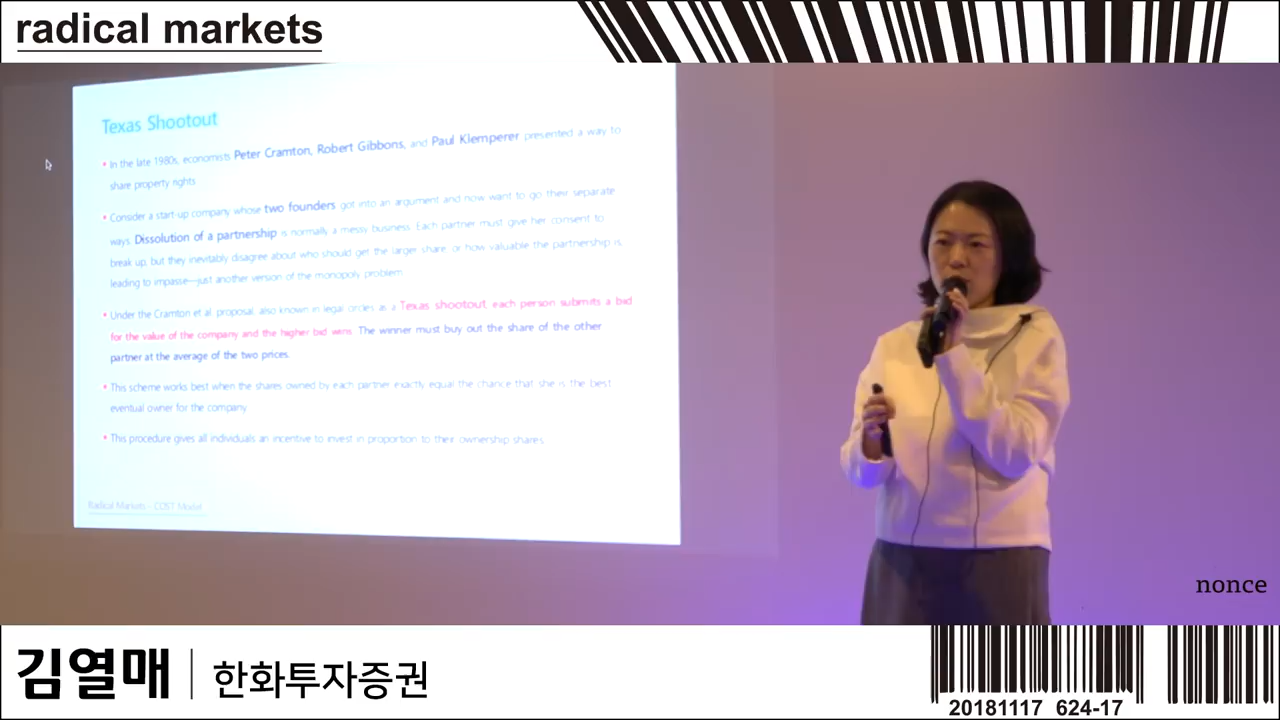 radical markets
Texas Shootout
In the late 1980s, economists Peter Cramton, Robert Gibbons, and Paul Klemperer presented a way to
share property rights.
Consider a start-up company whose two founders got into an argument and now want to go their separate
ways. Dissolution of a partnership is normally a messy business. Each partner must give her consent to
break up, but they inevitably disagree about who should get the larger share, or how valuable the partnership is,
leading to impasse—just another version of the monopoly problem.
Under the Cramton et al. proposal, also known in legal circles as a Texas shootout, each person submits a bid
for the value of the company and the higher bid wins. The winner must buy out the share of the other
partner at the average of the two prices.
This scheme works best when the shares owned by each partner exactly equal the chance that she is the best
eventual owner for the company.
This procedure gives all individuals an incentive to invest in proportion to their ownership shares.
Radical Markets - COST Model
nonce
김열매 | 한화투자증권
20181117 624-17